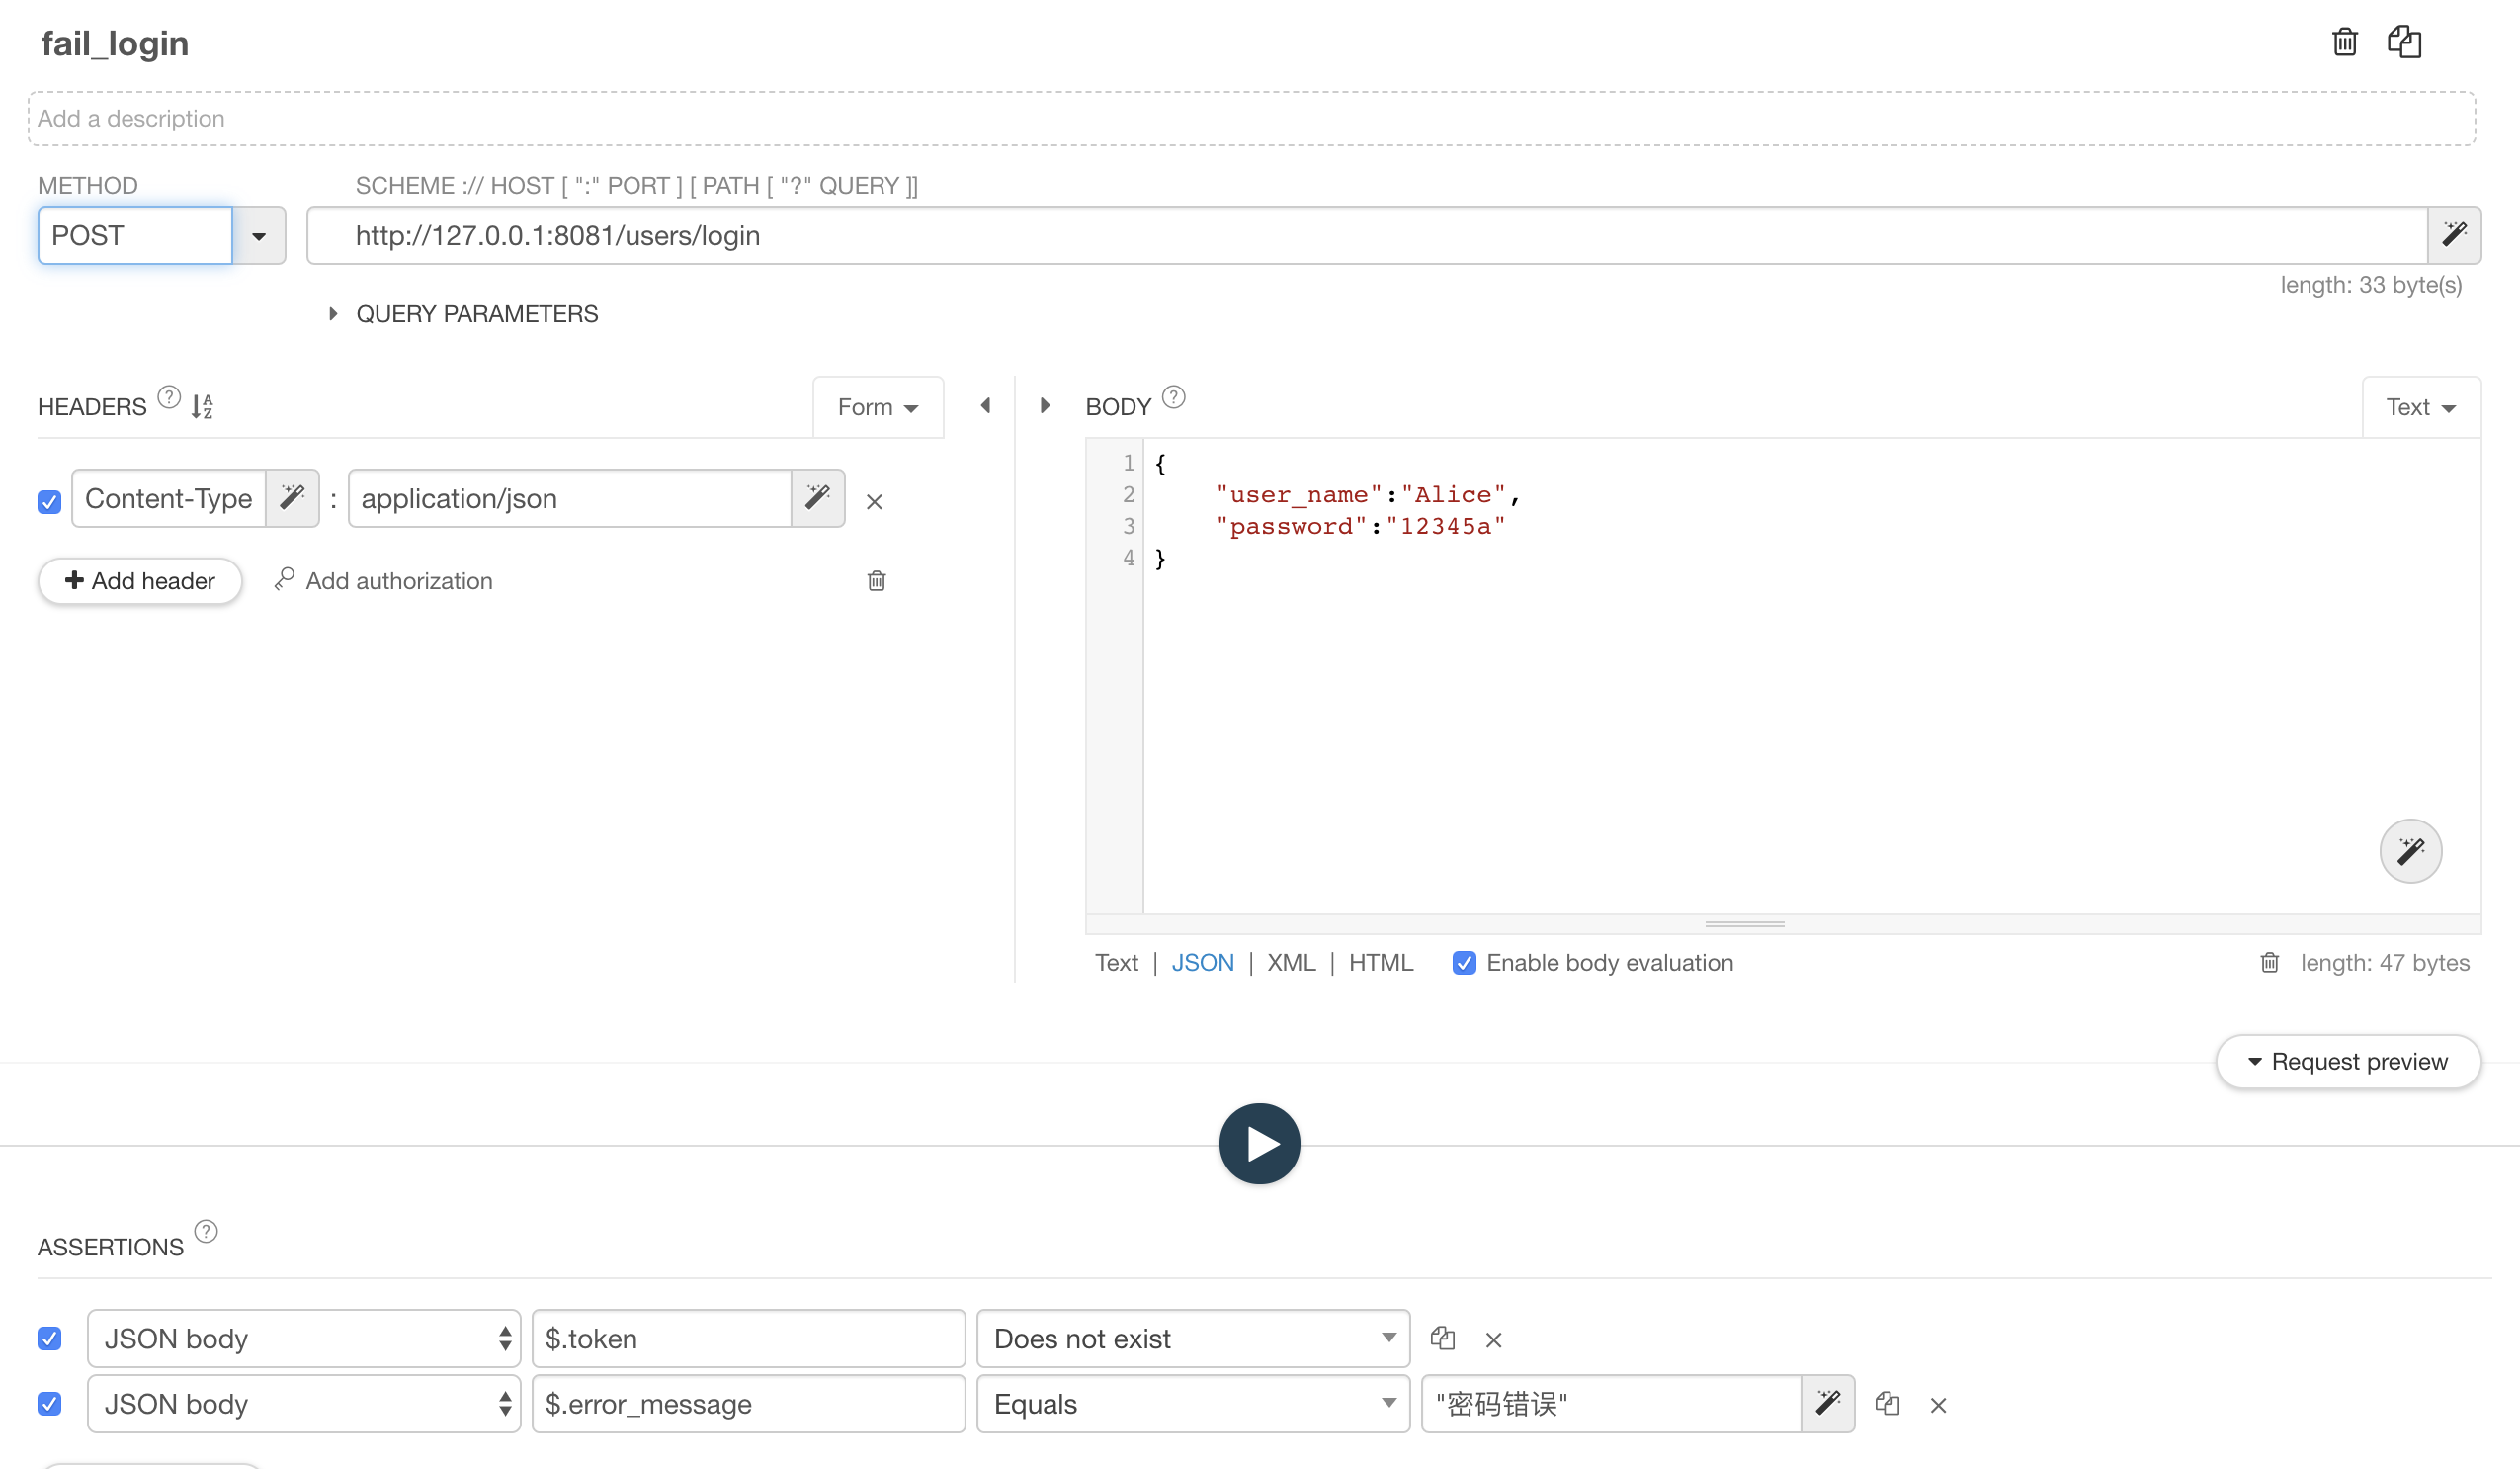 fail_login
Add a description
METHOD
SCHEME :// HOST [ ":" PORT ] [ PATH [ "?" QUERY ]]
POST
http://127.0.0.1:8081/users/login
length: 33 byte(s)
QUERY PARAMETERS
HEADERS ?
Form
BODY ?
Text
Content-Type : application/json
Add header
Add authorization
1 {
2 "user_name":"Alice",
3 "password":"12345a"
4 }
Text | JSON | XML | HTML
Enable body evaluation
length: 47 bytes
Request preview
ASSERTIONS ?
JSON body $.token Does not exist
JSON body $.error_message Equals "密码错误"